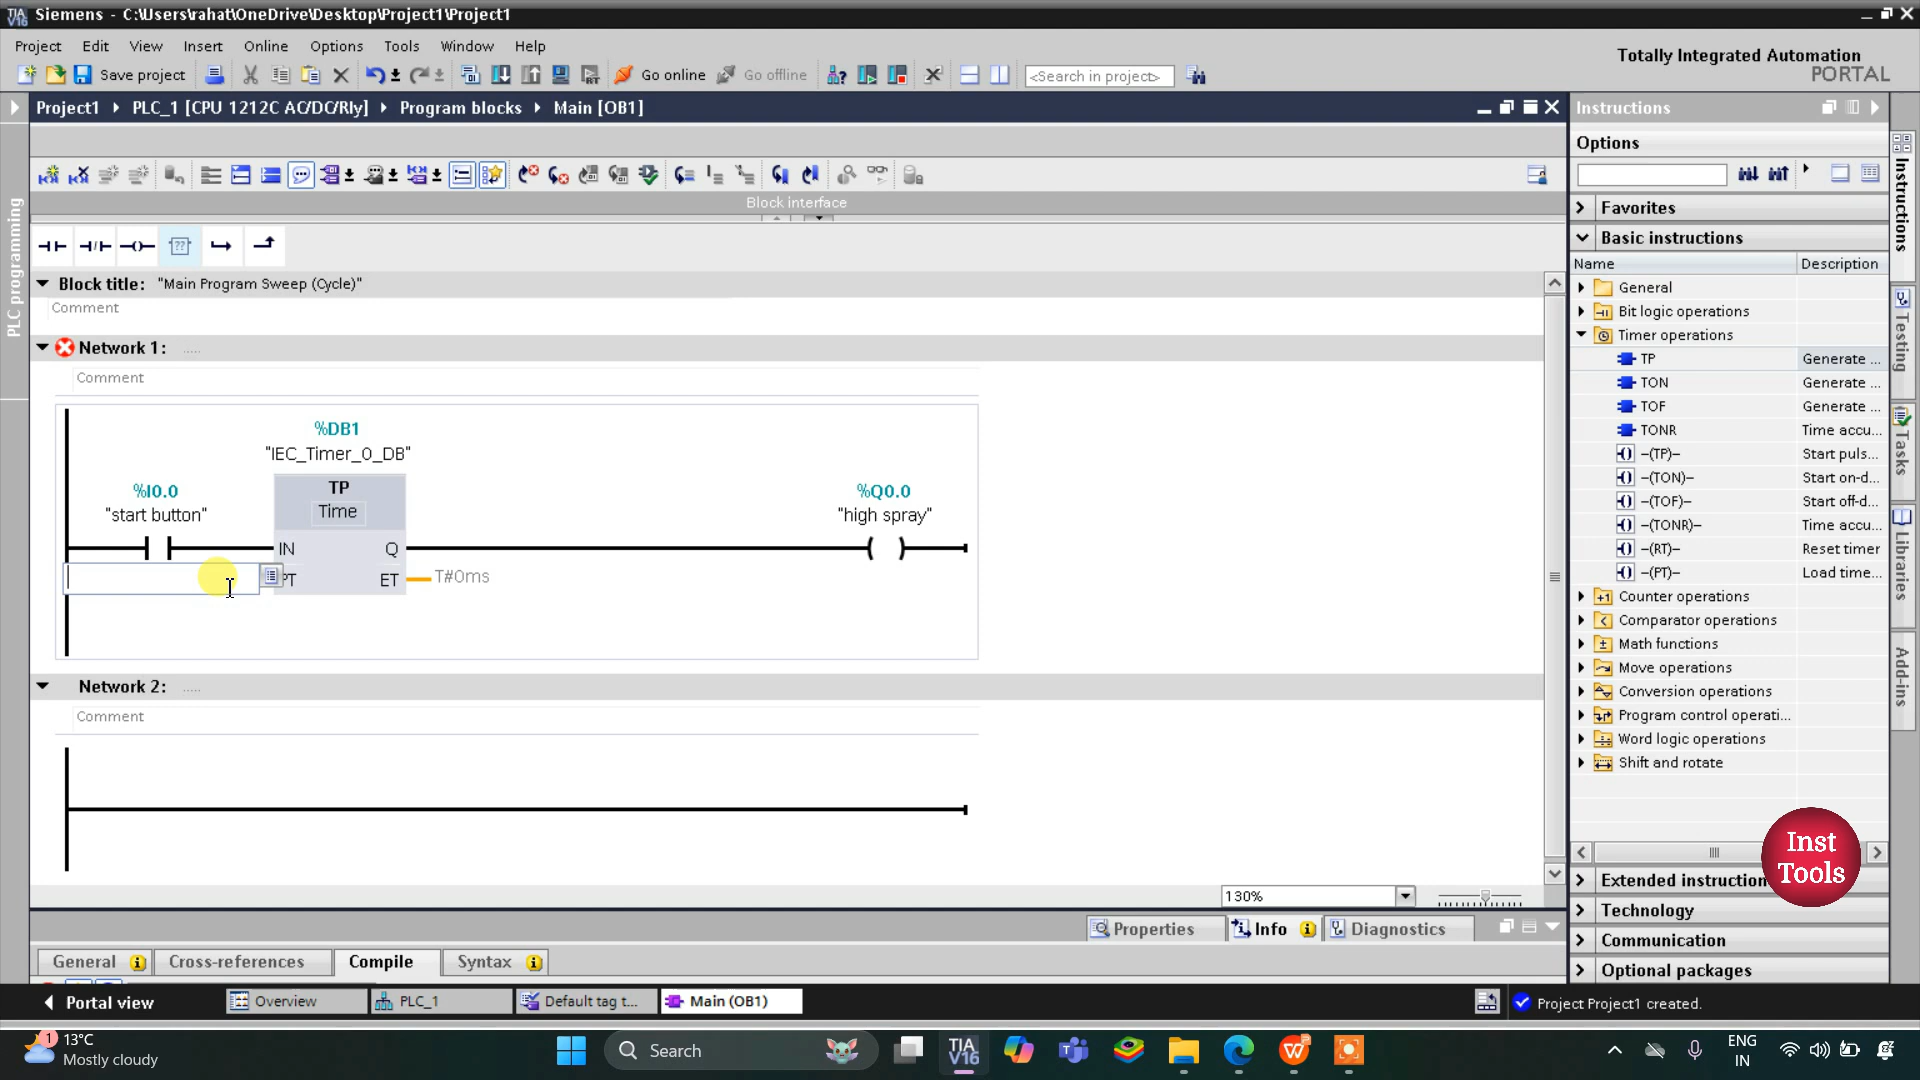 TIA V16 Siemens - C:\Users\rahat\OneDrive\Desktop\Project1\Project1
Project Edit View Insert Online Options Tools Window Help
Totally Integrated Automation
PORTAL
Save project Go online Go offline <Search in project>
Project1 PLC_1 [CPU 1212C AC/DC/Rly] Program blocks Main [OB1]
Instructions
Options
Block interface
??
Favorites
Basic instructions
Name Description
Block title: "Main Program Sweep (Cycle)"
Comment
Network 1: .....
Comment
%DB1
"IEC_Timer_0_DB"
TP
Time
%I0.0
"start button"
IN Q
PT ET T#0ms
%Q0.0
"high spray"
Network 2: .....
Comment
130%
General
Bit logic operations
Timer operations
TP Generate ...
TON Generate ...
TOF Generate ...
TONR Time accu...
-(TP)- Start puls...
-(TON)- Start on-d...
-(TOF)- Start off-d...
-(TONR)- Time accu...
-(RT)- Reset timer
-(PT)- Load time...
Counter operations
Comparator operations
Math functions
Move operations
Conversion operations
Program control operati...
Word logic operations
Shift and rotate
Inst
Tools
Extended instruction
Technology
Communication
Optional packages
PLC programming
Instructions
Testing
Tasks
Libraries
Add-ins
Properties Info Diagnostics
General Cross-references Compile Syntax
Portal view Overview PLC_1 Default tag t... Main (OB1) Project Project1 created.
1 13°C
Mostly cloudy
Search
TIA
V16
ENG
IN